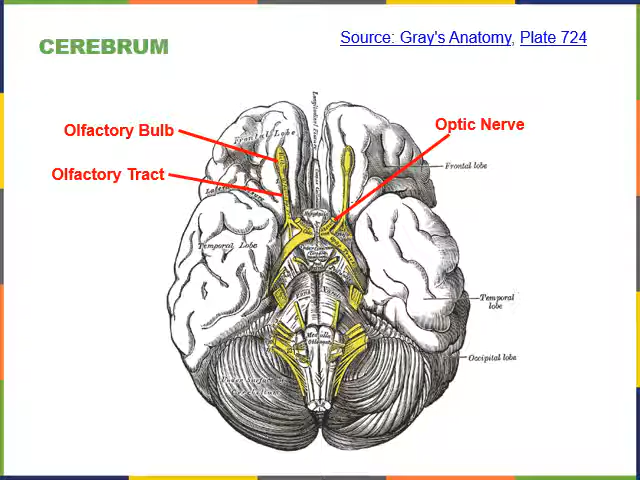 CEREBRUM
Source: Gray's Anatomy, Plate 724
Olfactory Bulb
Optic Nerve
Olfactory Tract
Frontal Lobe
Frontal lobe
Temporal Lobe
Temporal
lobe
Medulla
Oblongata
Occipital lobe